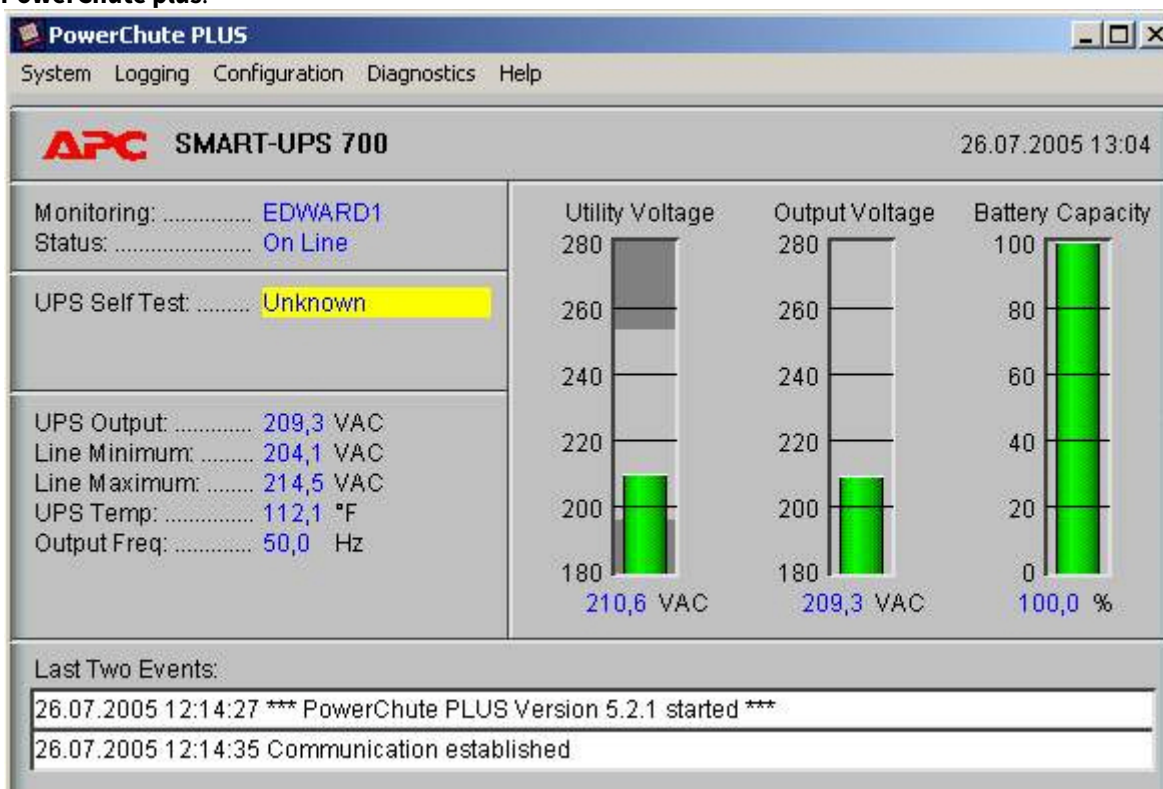 PowerChute plus.
PowerChute PLUS
System Logging Configuration Diagnostics Help
APC SMART-UPS 700 26.07.2005 13:04
Monitoring: .............. EDWARD1
Status: ...................... On Line
UPS Self Test: ......... Unknown
UPS Output: ............. 209,3 VAC
Line Minimum: ......... 204,1 VAC
Line Maximum: ........ 214,5 VAC
UPS Temp: ............... 112,1 °F
Output Freq: ............. 50,0 Hz
Utility Voltage
280
260
240
220
200
180
210,6 VAC
Output Voltage
280
260
240
220
200
180
209,3 VAC
Battery Capacity
100
80
60
40
20
0
100,0 %
Last Two Events:
26.07.2005 12:14:27 *** PowerChute PLUS Version 5.2.1 started ***
26.07.2005 12:14:35 Communication established